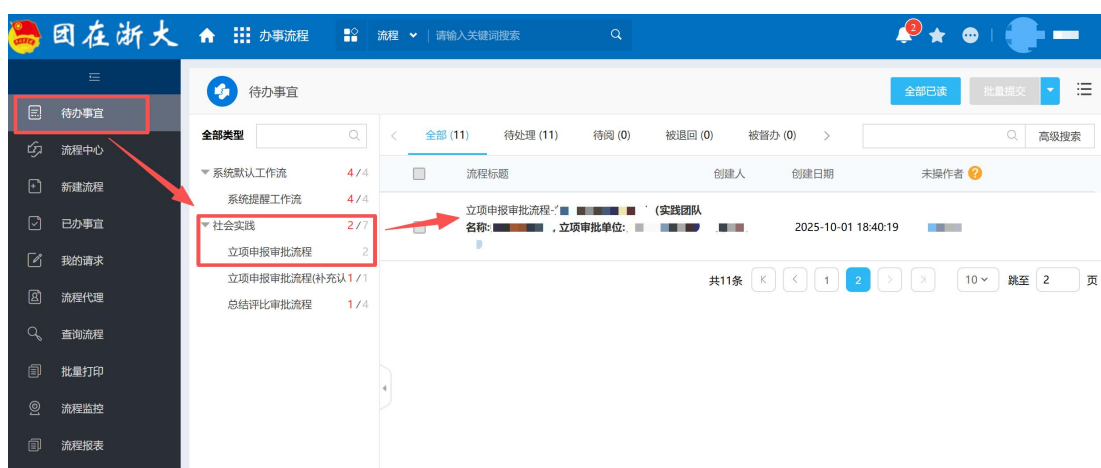 团在浙大
办事流程
流程
请输入关键词搜索
2
待办事宜
流程中心
新建流程
已办事宜
我的请求
流程代理
查询流程
批量打印
流程监控
流程报表
待办事宜
全部已读
批量提交
全部类型
系统默认工作流 4/4
系统提醒工作流 4/4
社会实践 2/7
立项申报审批流程 2
立项申报审批流程(补充认 1/1
总结评比审批流程 1/4
全部 (11) 待处理 (11) 待阅 (0) 被退回 (0) 被督办 (0)
高级搜索
流程标题 创建人 创建日期 未操作者
立项申报审批流程- (实践团队
名称: ,立项审批单位:
2025-10-01 18:40:19
共11条 1 2 10 跳至 2 页